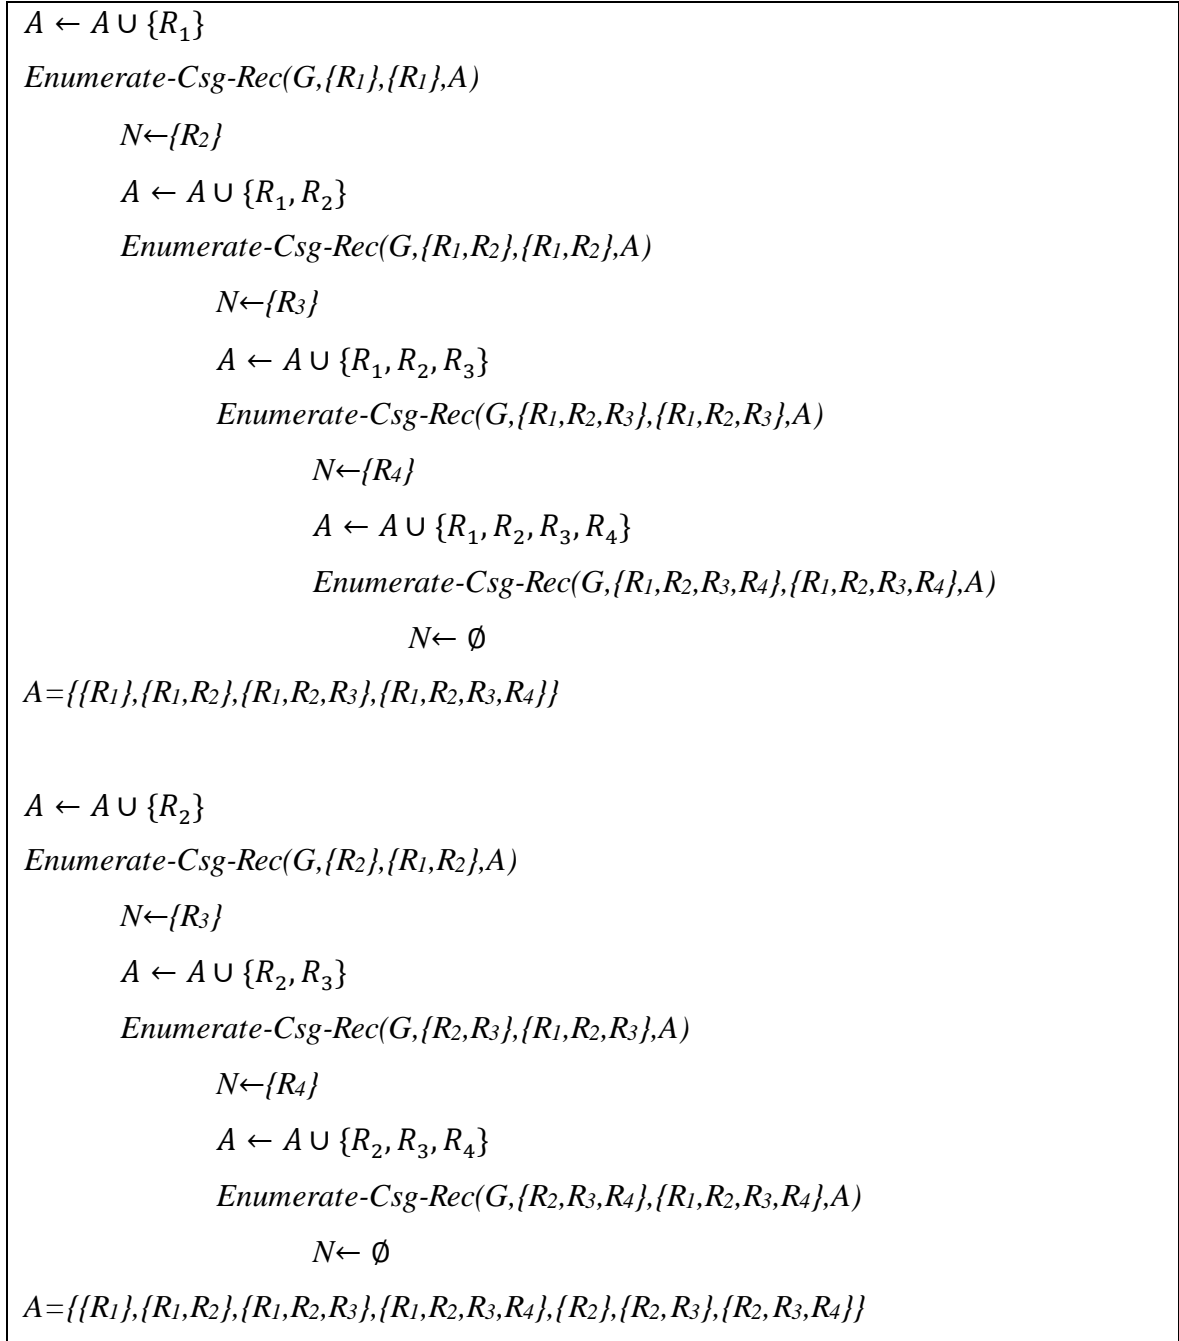 A ← A ∪ {R₁}
Enumerate-Csg-Rec(G,{R₁},{R₁},A)
N←{R₂}
A ← A ∪ {R₁, R₂}
Enumerate-Csg-Rec(G,{R₁,R₂},{R₁,R₂},A)
N←{R₃}
A ← A ∪ {R₁, R₂, R₃}
Enumerate-Csg-Rec(G,{R₁,R₂,R₃},{R₁,R₂,R₃},A)
N←{R₄}
A ← A ∪ {R₁, R₂, R₃, R₄}
Enumerate-Csg-Rec(G,{R₁,R₂,R₃,R₄},{R₁,R₂,R₃,R₄},A)
N← ∅
A={{R₁},{R₁,R₂},{R₁,R₂,R₃},{R₁,R₂,R₃,R₄}}
A ← A ∪ {R₂}
Enumerate-Csg-Rec(G,{R₂},{R₁,R₂},A)
N←{R₃}
A ← A ∪ {R₂, R₃}
Enumerate-Csg-Rec(G,{R₂,R₃},{R₁,R₂,R₃},A)
N←{R₄}
A ← A ∪ {R₂, R₃, R₄}
Enumerate-Csg-Rec(G,{R₂,R₃,R₄},{R₁,R₂,R₃,R₄},A)
N← ∅
A={{R₁},{R₁,R₂},{R₁,R₂,R₃},{R₁,R₂,R₃,R₄},{R₂},{R₂,R₃},{R₂,R₃,R₄}}